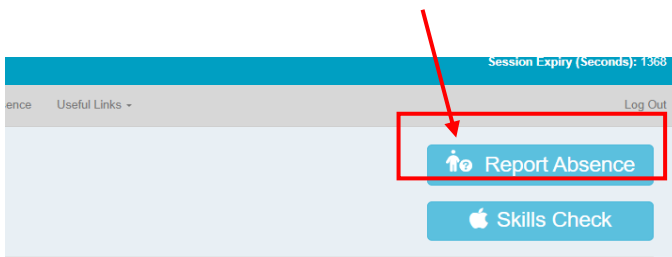 Session Expiry (Seconds): 1368
ence Useful Links
Log Out
Report Absence
Skills Check